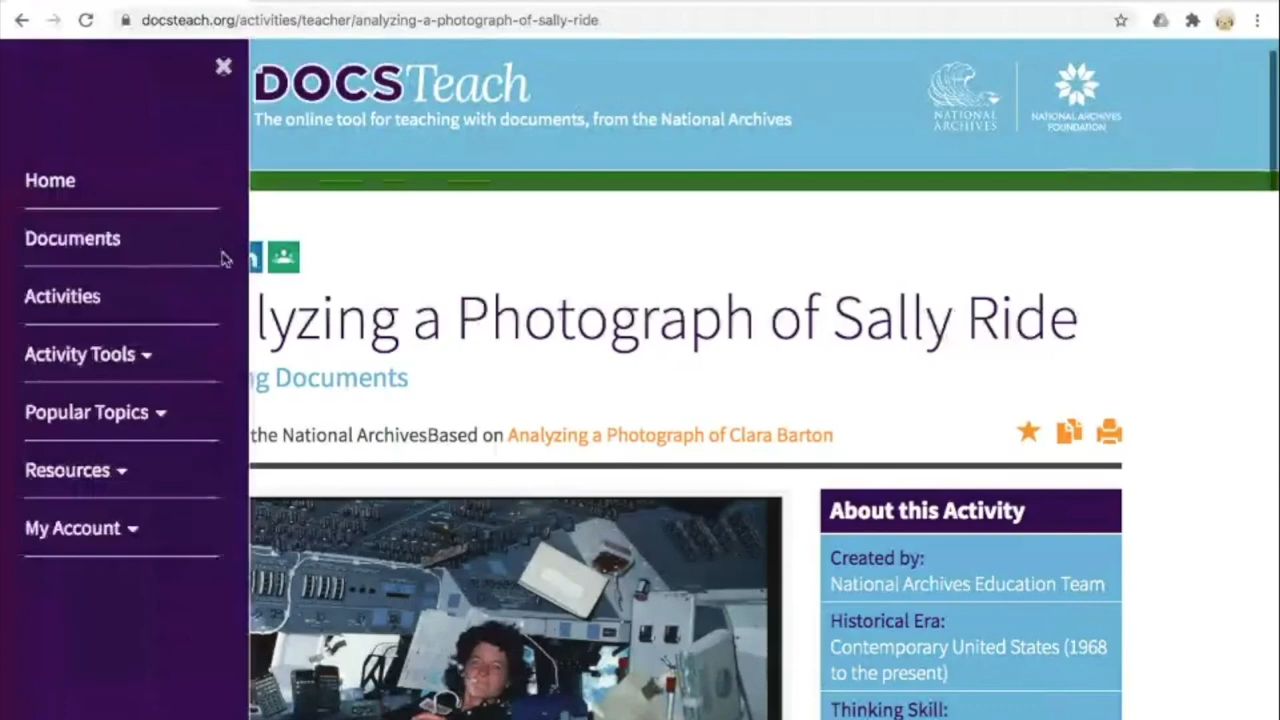 docsteach.org/activities/teacher/analyzing-a-photograph-of-sally-ride
Home
Documents
Activities
Activity Tools
Popular Topics
Resources
My Account
DOCSTeach
The online tool for teaching with documents, from the National Archives
NATIONAL
ARCHIVES
NATIONAL ARCHIVES
FOUNDATION
lyzing a Photograph of Sally Ride
g Documents
the National ArchivesBased on Analyzing a Photograph of Clara Barton
About this Activity
Created by:
National Archives Education Team
Historical Era:
Contemporary United States (1968
to the present)
Thinking Skill: